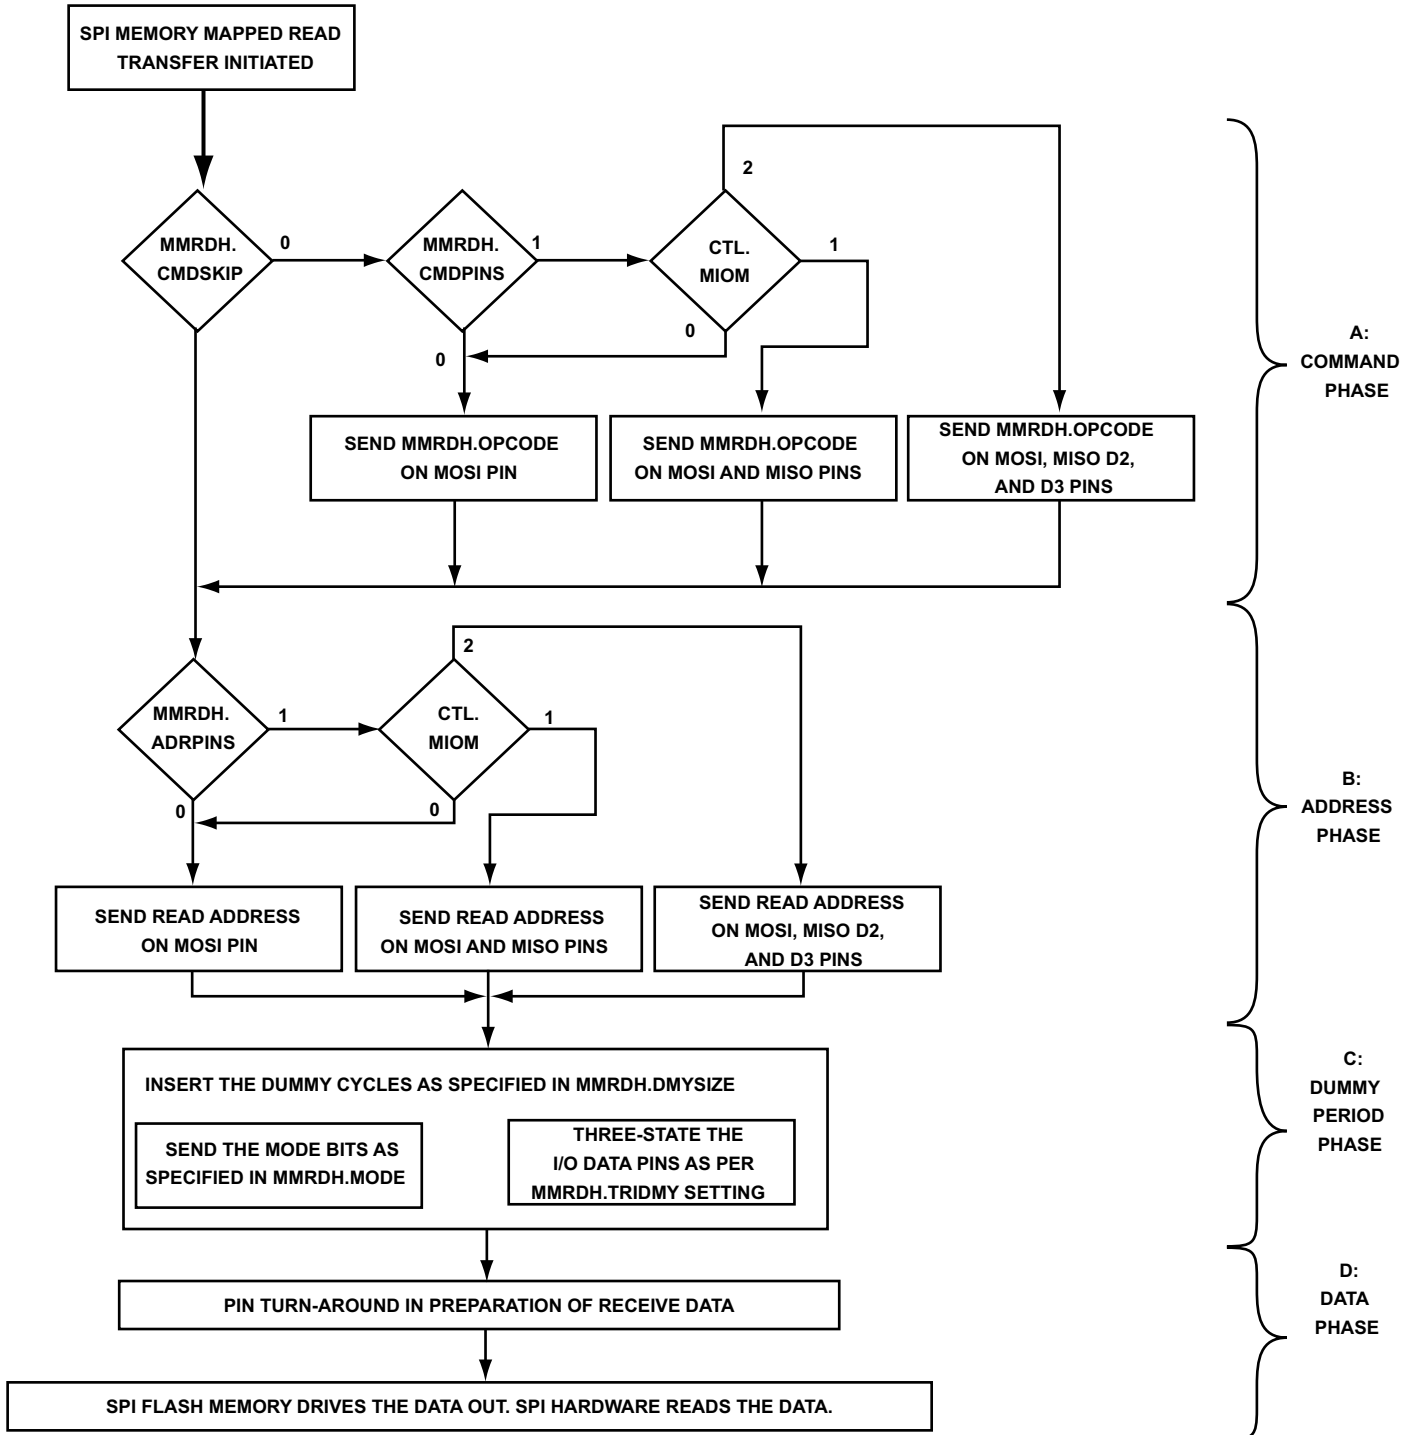 SPI MEMORY MAPPED READ
TRANSFER INITIATED
2
MMRDH.
CMDSKIP
0
MMRDH.
CMDPINS
1
CTL.
MIOM
1
0
0
A:
COMMAND
PHASE
SEND MMRDH.OPCODE
ON MOSI PIN
SEND MMRDH.OPCODE
ON MOSI AND MISO PINS
SEND MMRDH.OPCODE
ON MOSI, MISO D2,
AND D3 PINS
2
MMRDH.
ADRPINS
1
CTL.
MIOM
1
0
0
B:
ADDRESS
PHASE
SEND READ ADDRESS
ON MOSI PIN
SEND READ ADDRESS
ON MOSI AND MISO PINS
SEND READ ADDRESS
ON MOSI, MISO D2,
AND D3 PINS
INSERT THE DUMMY CYCLES AS SPECIFIED IN MMRDH.DMYSIZE
SEND THE MODE BITS AS
SPECIFIED IN MMRDH.MODE
THREE-STATE THE
I/O DATA PINS AS PER
MMRDH.TRIDMY SETTING
C:
DUMMY
PERIOD
PHASE
PIN TURN-AROUND IN PREPARATION OF RECEIVE DATA
D:
DATA
PHASE
SPI FLASH MEMORY DRIVES THE DATA OUT. SPI HARDWARE READS THE DATA.